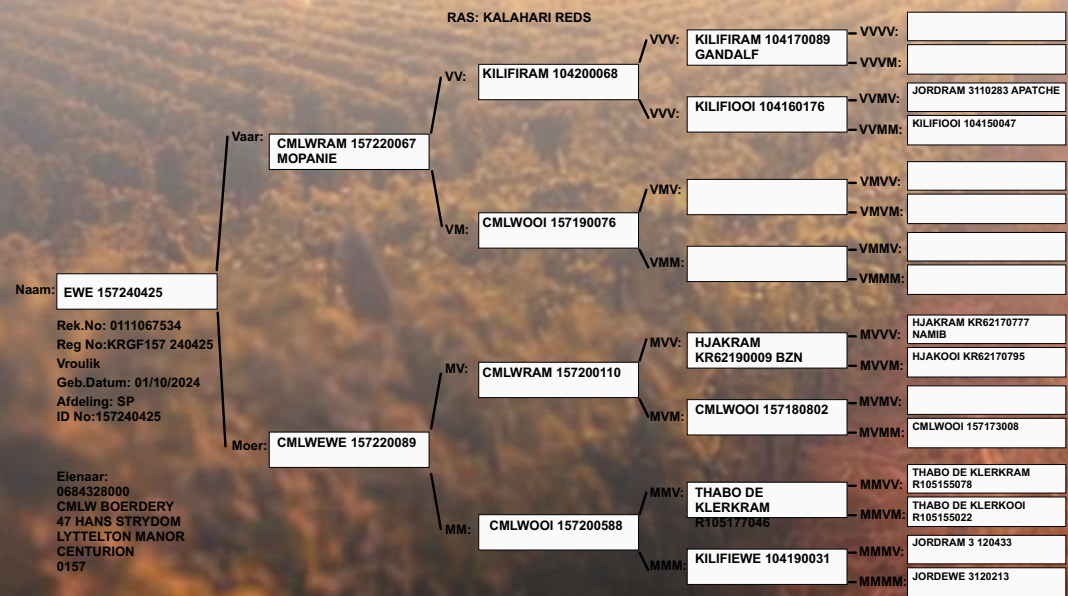 RAS: KALAHARI REDS
Naam:
EWE 157240425
Rek.No: 0111067534
Reg No:KRGF157 240425
Vroulik
Geb.Datum: 01/10/2024
Afdeling: SP
ID No:157240425
Eienaar:
0684328000
CMLW BOERDERY
47 HANS STRYDOM
LYTTELTON MANOR
CENTURION
0157
Vaar:
CMLWRAM 157220067
MOPANIE
Moer:
CMLWEWE 157220089
VV:
KILIFIRAM 104200068
VM:
CMLWOOI 157190076
MV:
CMLWRAM 157200110
MM:
CMLWOOI 157200588
VVV:
KILIFIRAM 104170089
GANDALF
VVV:
KILIFIOOI 104160176
VMV:
VMM:
MVV:
HJAKRAM
KR62190009 BZN
MVM:
CMLWOOI 157180802
MMV:
THABO DE
KLERKRAM
R105177046
MMM:
KILIFIEWE 104190031
VVVV:
VVVM:
VVMV:
JORDRAM 3110283 APATCHE
VVMM:
KILIFIOOI 104150047
VMVV:
VMVM:
VMMV:
VMMM:
MVVV:
HJAKRAM KR62170777
NAMIB
MVVM:
HJAKOOI KR62170795
MVMV:
MVMM:
CMLWOOI 157173008
MMVV:
THABO DE KLERKRAM
R105155078
MMVM:
THABO DE KLERKOOI
R105155022
MMMV:
JORDRAM 3 120433
MMMM:
JORDEWE 3120213